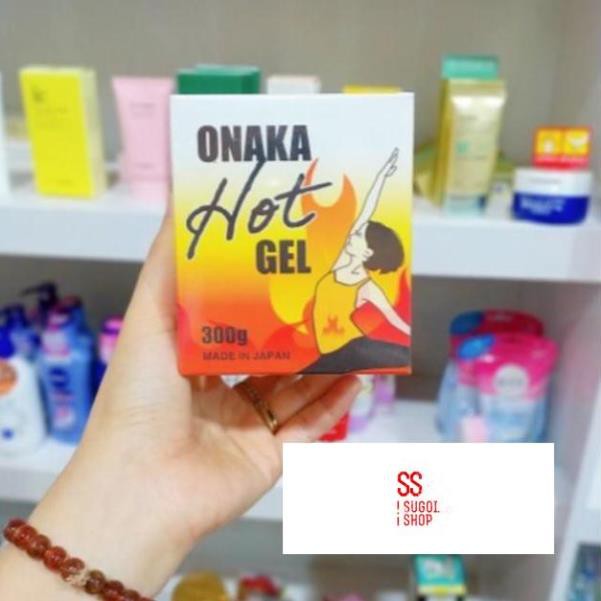 ONAKA
Hot
GEL
300g
MADE IN JAPAN
SS
SUGOI
SHOP